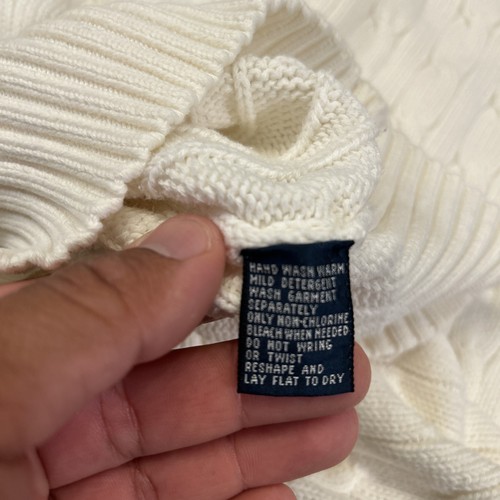 HAND WASH WARM
MILD DETERGENT
WASH GARMENT
SEPARATELY
ONLY NON-CHLORINE
BLEACH WHEN NEEDED
DO NOT WRING
OR TWIST
RESHAPE AND
LAY FLAT TO DRY